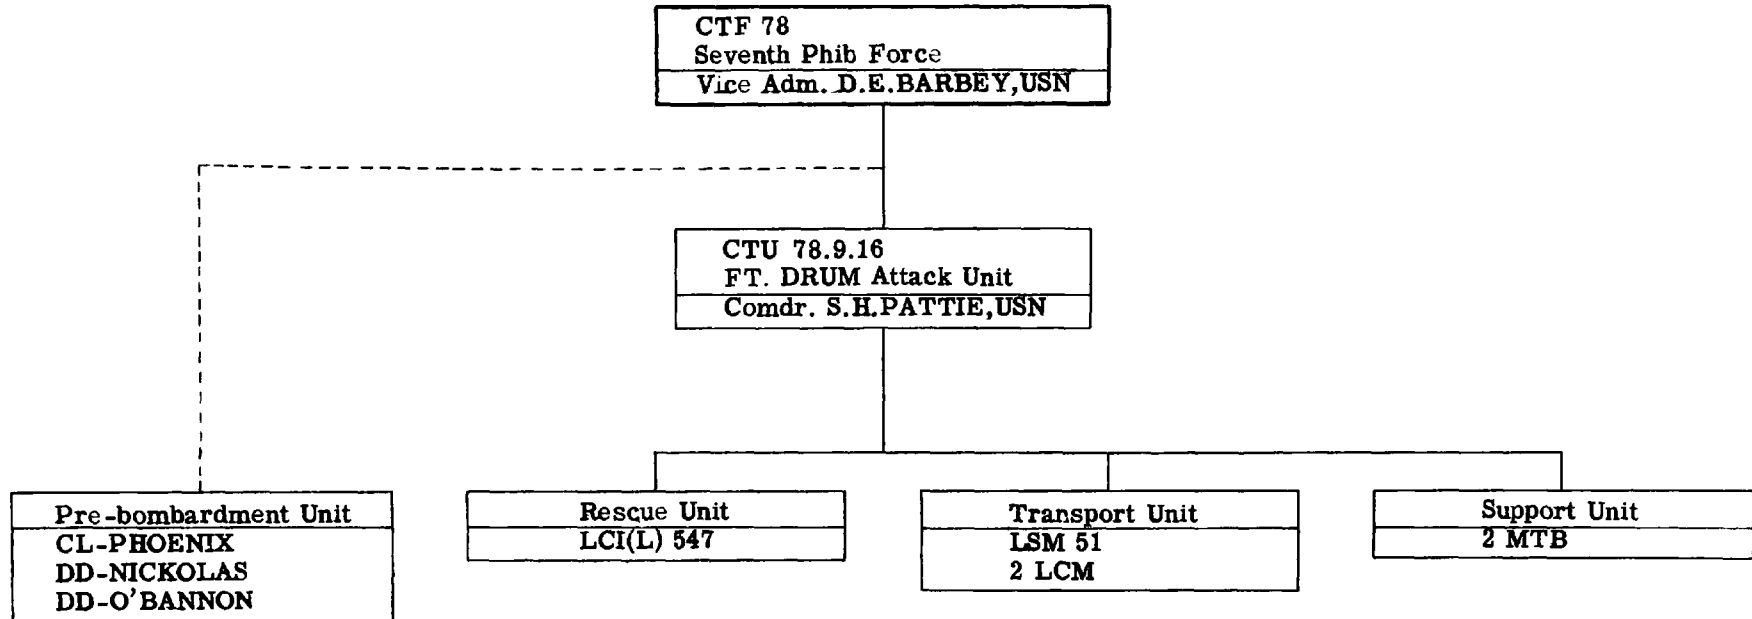 CTF 78
Seventh Phib Force
Vice Adm. D.E.BARBEY,USN
CTU 78.9.16
FT. DRUM Attack Unit
Comdr. S.H.PATTIE,USN
Pre-bombardment Unit
CL-PHOENIX
DD-NICKOLAS
DD-O'BANNON
Rescue Unit
LCI(L) 547
Transport Unit
LSM 51
2 LCM
Support Unit
2 MTB